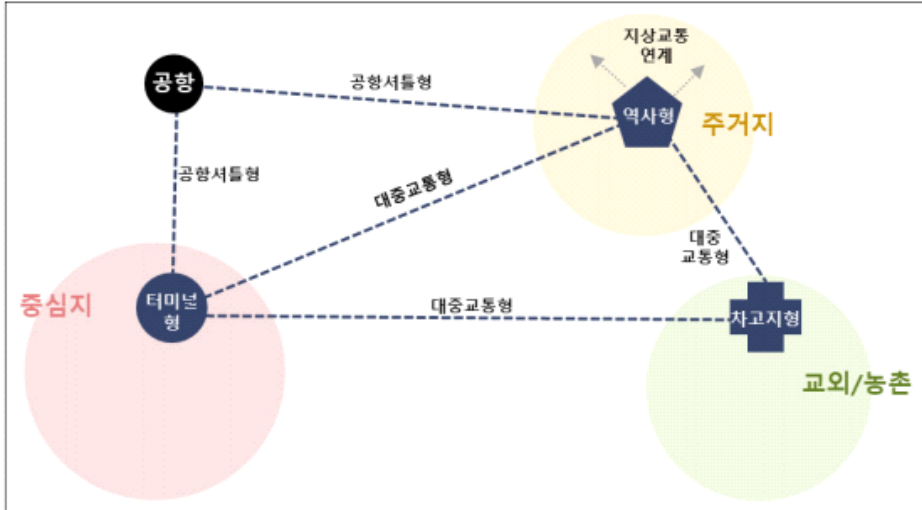 지상교통
연계
공항
공항셔틀형
역사형
주거지
공항셔틀형
대중교통형
대중
교통형
중심지
터미널
형
대중교통형
차고지형
교외/농촌